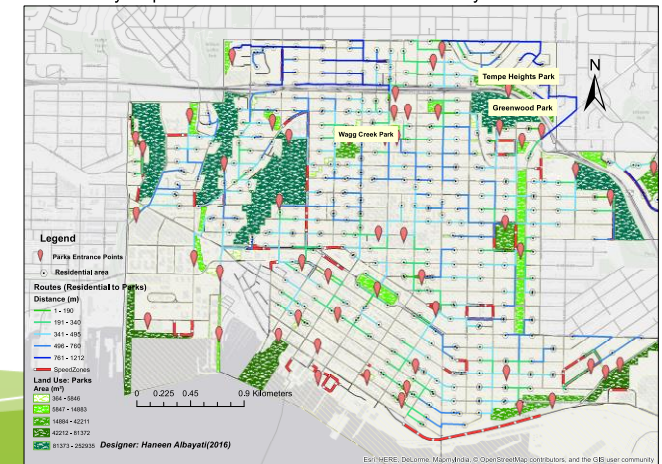 Tempe Heights Park
N
Greenwood Park
Wagg Creek Park
Legend
Parks Entrance Points
Residential area
Routes (Residential to Parks)
Distance (m)
1 - 190
191 - 340
341 - 495
496 - 760
761 - 1212
SpeedZones
Land Use: Parks
Area (m²)
364 - 5846
5847 - 14883
14884 - 42211
42212 - 81372
81373 - 252935
Designer: Haneen Albayati(2016)
0 0.225 0.45 0.9 Kilometers
Esri, HERE, DeLorme, MapmyIndia, © OpenStreetMap contributors, and the GIS user community